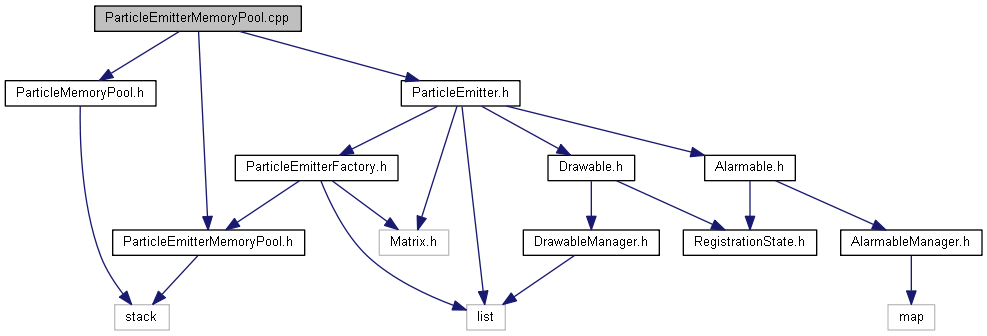 ParticleEmitterMemoryPool.cpp
ParticleMemoryPool.h
ParticleEmitter.h
ParticleEmitterFactory.h
Drawable.h
Alarmable.h
ParticleEmitterMemoryPool.h
Matrix.h
DrawableManager.h
RegistrationState.h
AlarmableManager.h
stack
list
map